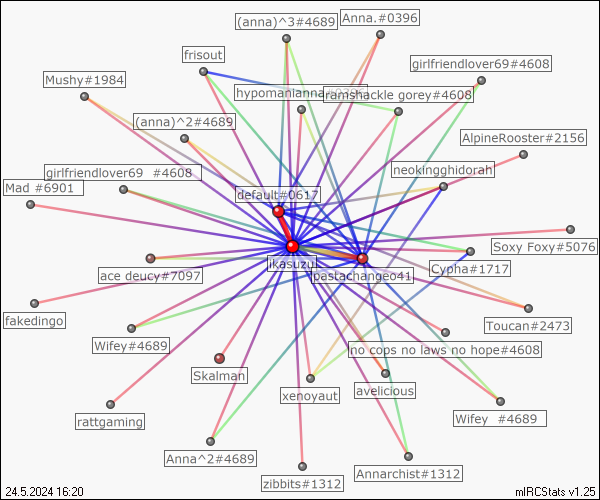 (anna)^3#4689
Anna.#0396
frisout
girlfriendlover69#4608
Mushy#1984
ramshackle gorey#4608
(anna)^2#4689
AlpineRooster#2156
neokingghidorah
girlfriendlover69 #4608
Mad #6901
default#0617
Soxy Foxy#5076
ikasuzu
Cypha#1717
ace deucy#7097
pastachangeo41
fakedingo
Toucan#2473
Wifey#4689
no cops no laws no hope#4608
Skalman
xenoyaut
avelicious
rattgaming
Wifey #4689
Anna^2#4689
Annarchist#1312
zibbits#1312
24.5.2024 16:20
mIRCStats v1.25